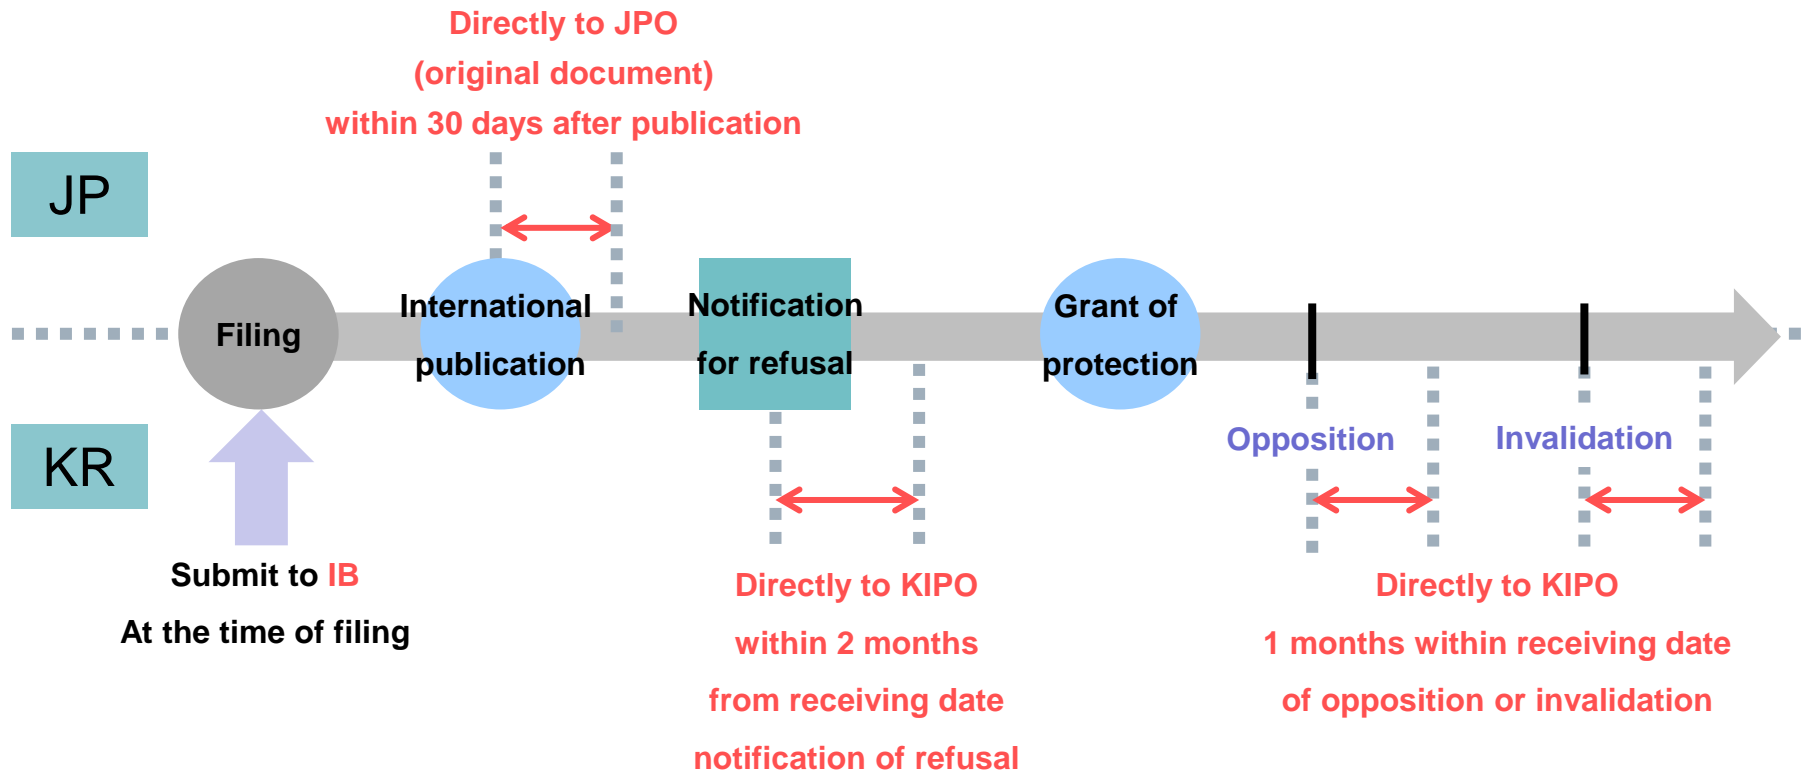 Directly to JPO
(original document)
within 30 days after publication
JP
Filing
International
publication
Notification
for refusal
Grant of
protection
KR
Opposition
Invalidation
Submit to IB
At the time of filing
Directly to KIPO
within 2 months
from receiving date
notification of refusal
Directly to KIPO
1 months within receiving date
of opposition or invalidation